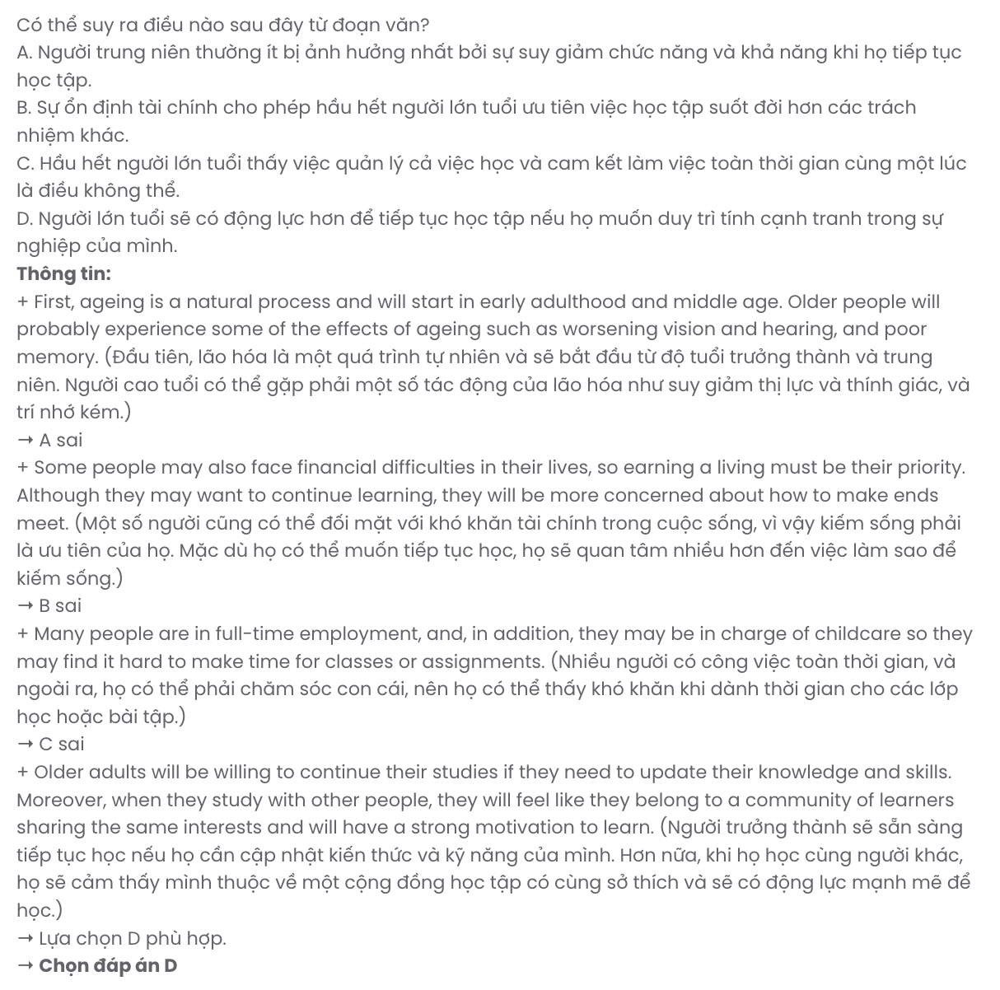 Có thể suy ra điều nào sau đây từ đoạn văn?
A. Người trung niên thường ít bị ảnh hưởng nhất bởi sự suy giảm chức năng và khả năng khi họ tiếp tục
học tập.
B. Sự ổn định tài chính cho phép hầu hết người lớn tuổi ưu tiên việc học tập suốt đời hơn các trách
nhiệm khác.
C. Hầu hết người lớn tuổi thấy việc quản lý cả việc học và cam kết làm việc toàn thời gian cùng một lúc
là điều không thể.
D. Người lớn tuổi sẽ có động lực hơn để tiếp tục học tập nếu họ muốn duy trì tính cạnh tranh trong sự
nghiệp của mình.
Thông tin:
+ First, ageing is a natural process and will start in early adulthood and middle age. Older people will
probably experience some of the effects of ageing such as worsening vision and hearing, and poor
memory. (Đầu tiên, lão hóa là một quá trình tự nhiên và sẽ bắt đầu từ độ tuổi trưởng thành và trung
niên. Người cao tuổi có thể gặp phải một số tác động của lão hóa như suy giảm thị lực và thính giác, và
trí nhớ kém.)
→ A sai
+ Some people may also face financial difficulties in their lives, so earning a living must be their priority.
Although they may want to continue learning, they will be more concerned about how to make ends
meet. (Một số người cũng có thể đối mặt với khó khăn tài chính trong cuộc sống, vì vậy kiếm sống phải
là ưu tiên của họ. Mặc dù họ có thể muốn tiếp tục học, họ sẽ quan tâm nhiều hơn đến việc làm sao để
kiếm sống.)
→ B sai
+ Many people are in full-time employment, and, in addition, they may be in charge of childcare so they
may find it hard to make time for classes or assignments. (Nhiều người có công việc toàn thời gian, và
ngoài ra, họ có thể phải chăm sóc con cái, nên họ có thể thấy khó khăn khi dành thời gian cho các lớp
học hoặc bài tập.)
→ C sai
+ Older adults will be willing to continue their studies if they need to update their knowledge and skills.
Moreover, when they study with other people, they will feel like they belong to a community of learners
sharing the same interests and will have a strong motivation to learn. (Người trưởng thành sẽ sẵn sàng
tiếp tục học nếu họ cần cập nhật kiến thức và kỹ năng của mình. Hơn nữa, khi họ học cùng người khác,
họ sẽ cảm thấy mình thuộc về một cộng đồng học tập có cùng sở thích và sẽ có động lực mạnh mẽ để
học.)
→ Lựa chọn D phù hợp.
→ Chọn đáp án D